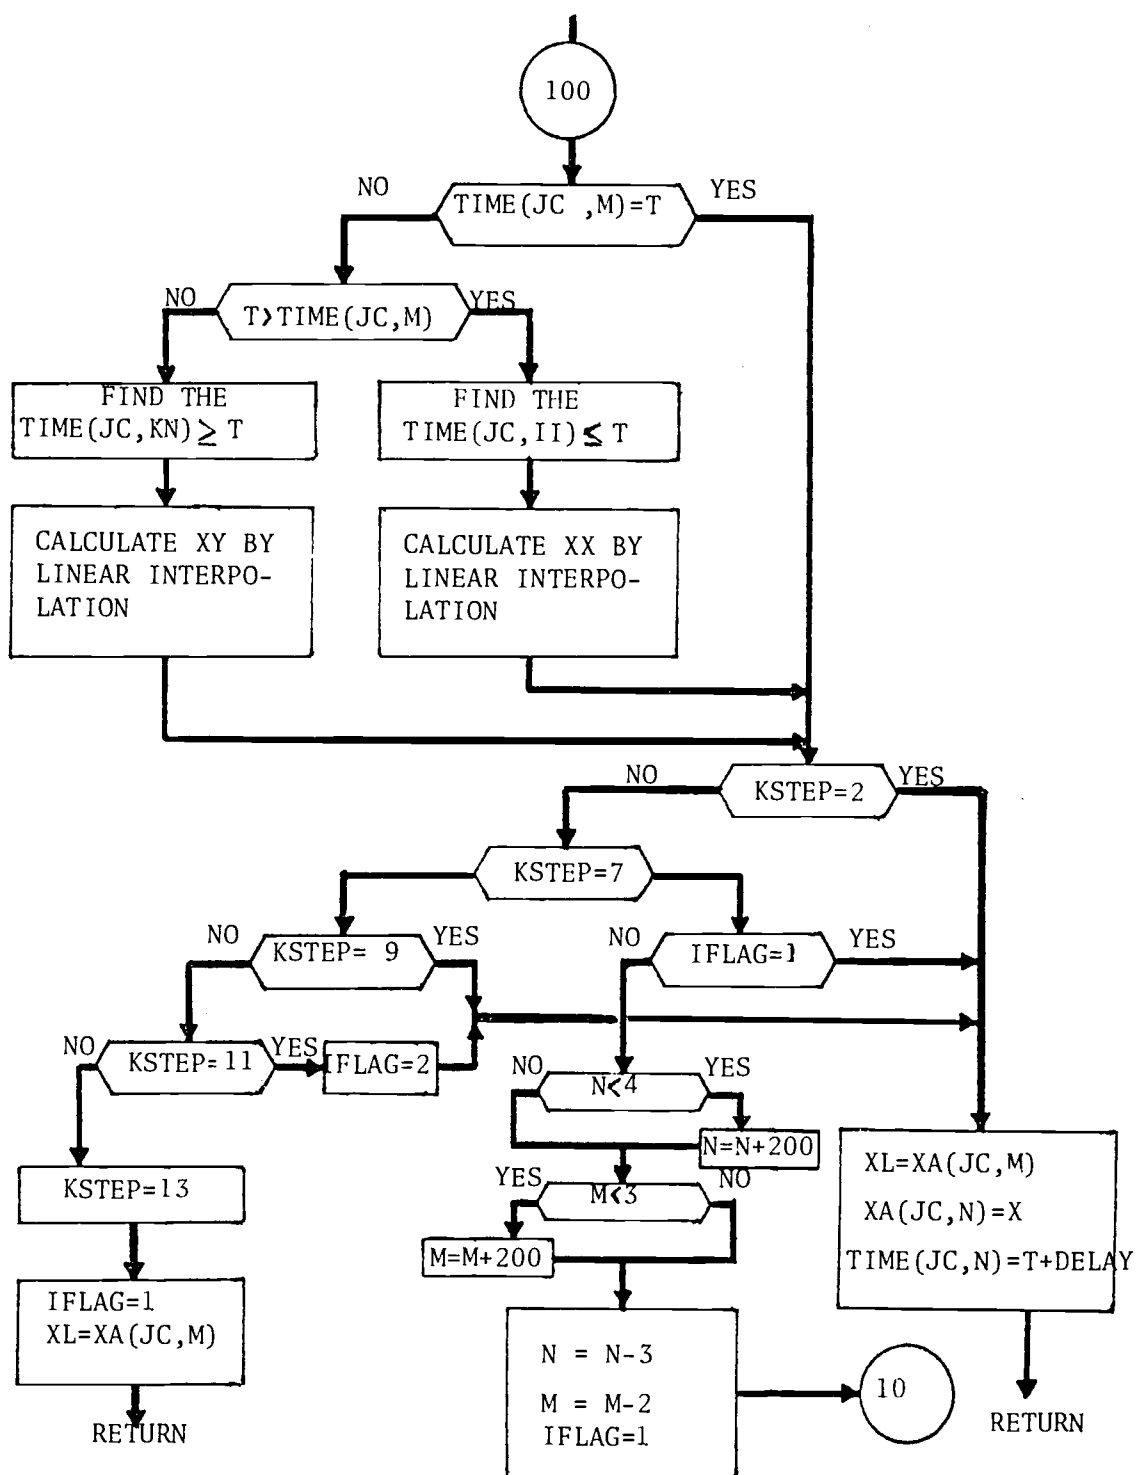 100
NO
YES
TIME(JC ,M)=T
NO
YES
T>TIME(JC,M)
FIND THE
TIME(JC,KN) ≥ T
FIND THE
TIME(JC,II) ≤ T
CALCULATE XY BY
LINEAR INTERPO-
LATION
CALCULATE XX BY
LINEAR INTERPO-
LATION
NO
YES
KSTEP=2
KSTEP=7
NO
YES
KSTEP= 9
NO
YES
IFLAG=1
NO
YES
KSTEP=11
IFLAG=2
NO
YES
N<4
N=N+200
YES
NO
M<3
M=M+200
KSTEP=13
IFLAG=1
XL=XA(JC,M)
RETURN
N = N-3
M = M-2
IFLAG=1
10
XL=XA(JC,M)
XA(JC,N)=X
TIME(JC,N)=T+DELAY
RETURN